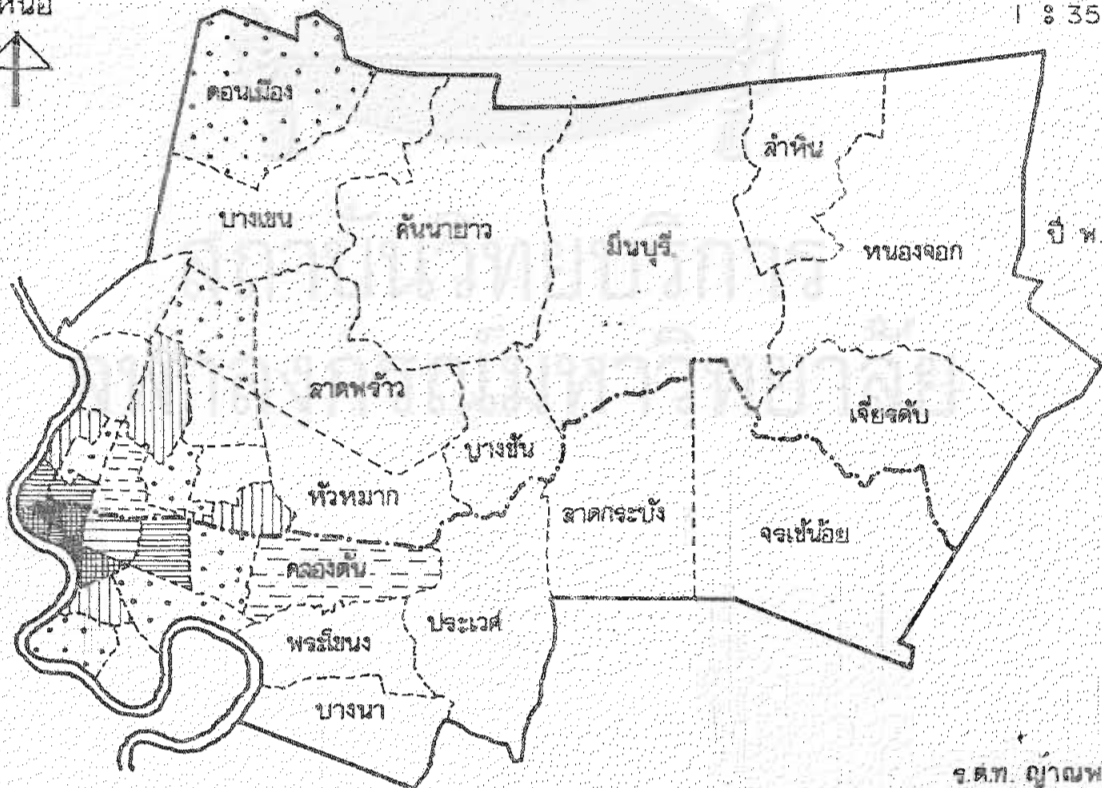 หนือ
1 : 35
ดอนเมือง
ลำหิน
บางเขน
คันนายาว
มีนบุรี
หนองจอก
ปี พ.
ลาดพร้าว
เจียรดับ
บางชัน
หัวหมาก
ลาดกระบัง
จรเข้น้อย
คลองตัน
ประเวศ
พระโขนง
บางนา
ร.ต.ท. ญาณพ